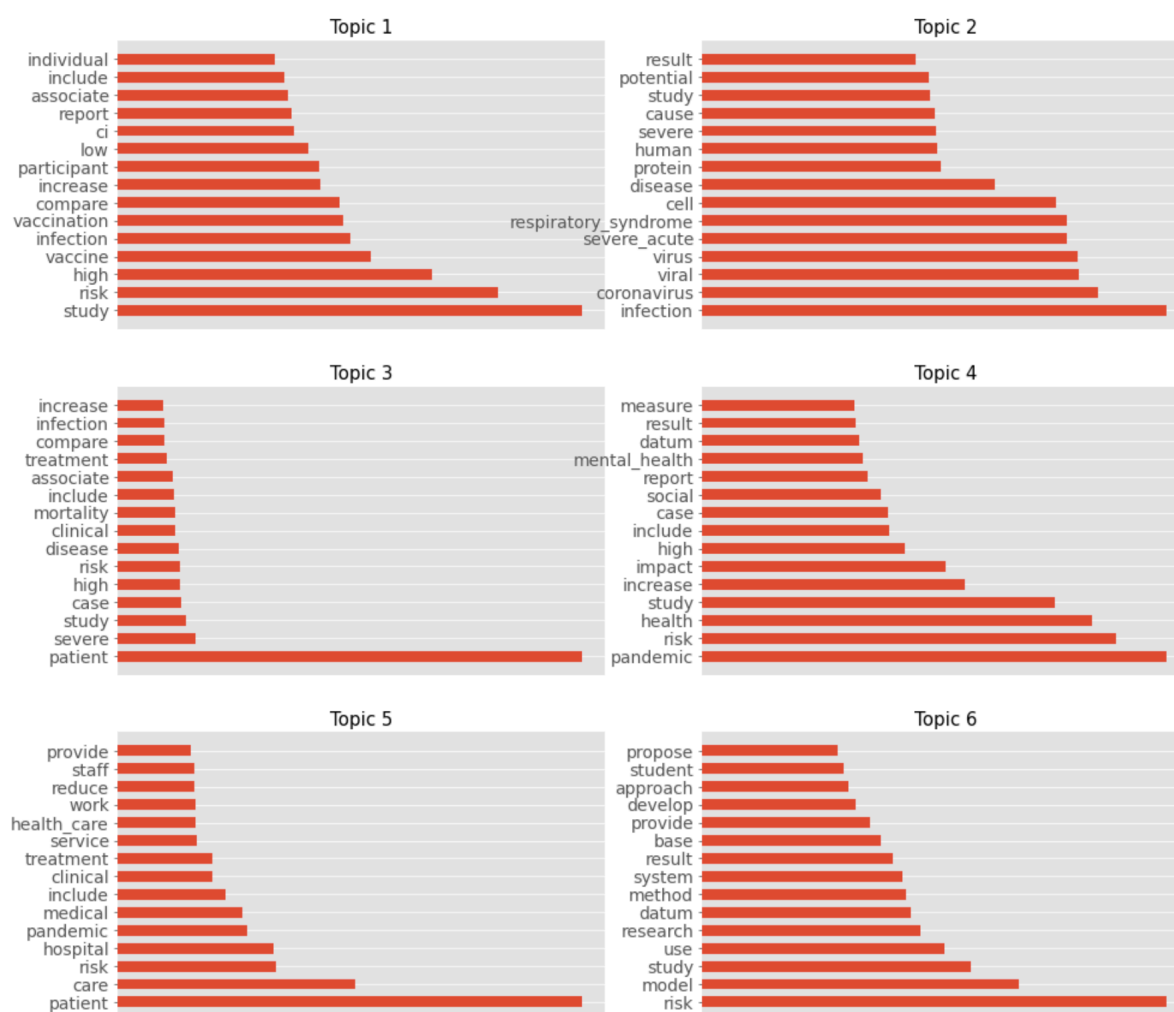 Topic 1
individual
include
associate
report
ci
low
participant
increase
compare
vaccination
infection
vaccine
high
risk
study
Topic 2
result
potential
study
cause
severe
human
protein
disease
cell
respiratory_syndrome
severe_acute
virus
viral
coronavirus
infection
Topic 3
increase
infection
compare
treatment
associate
include
mortality
clinical
disease
risk
high
case
study
severe
patient
Topic 4
measure
result
datum
mental_health
report
social
case
include
high
impact
increase
study
health
risk
pandemic
Topic 5
provide
staff
reduce
work
health_care
service
treatment
clinical
include
medical
pandemic
hospital
risk
care
patient
Topic 6
propose
student
approach
develop
provide
base
result
system
method
datum
research
use
study
model
risk